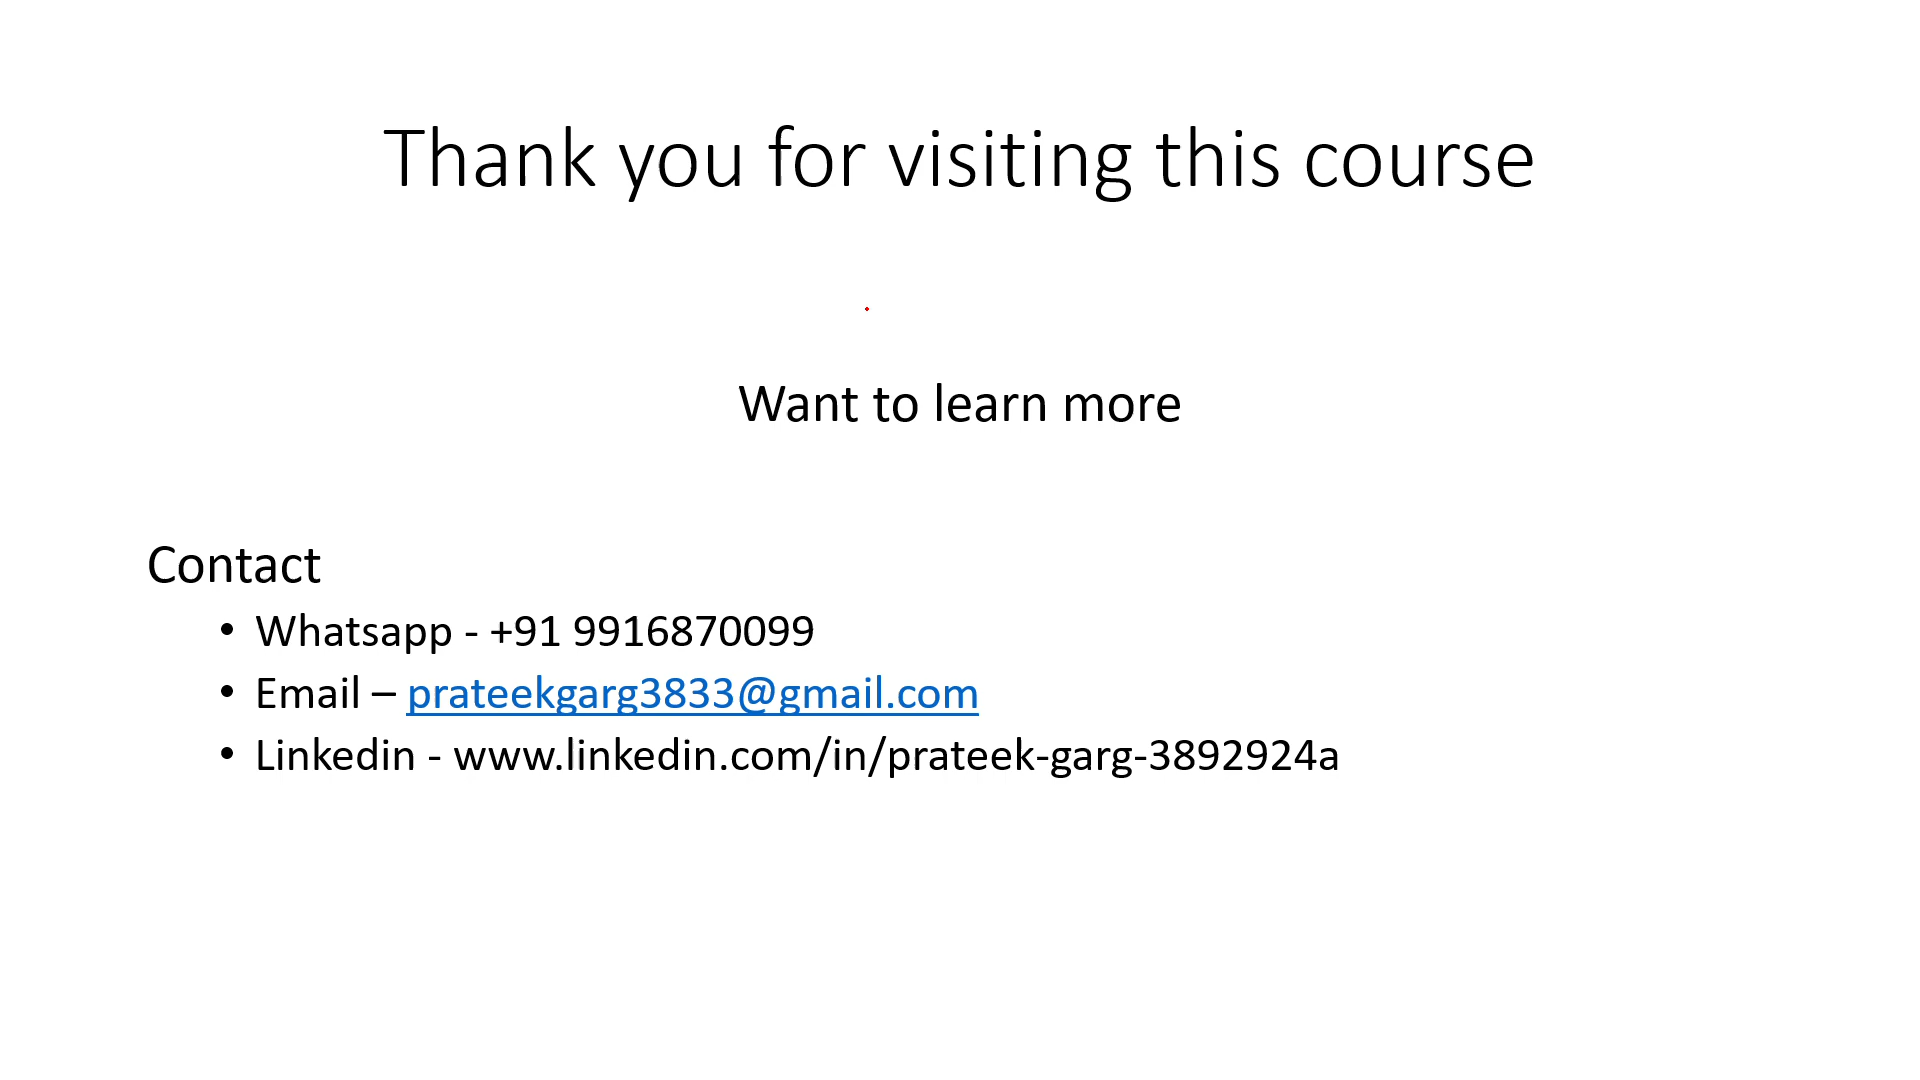 Thank you for visiting this course
Want to learn more
Contact
• Whatsapp - +91 9916870099
• Email – prateekgarg3833@gmail.com
• Linkedin - www.linkedin.com/in/prateek-garg-3892924a